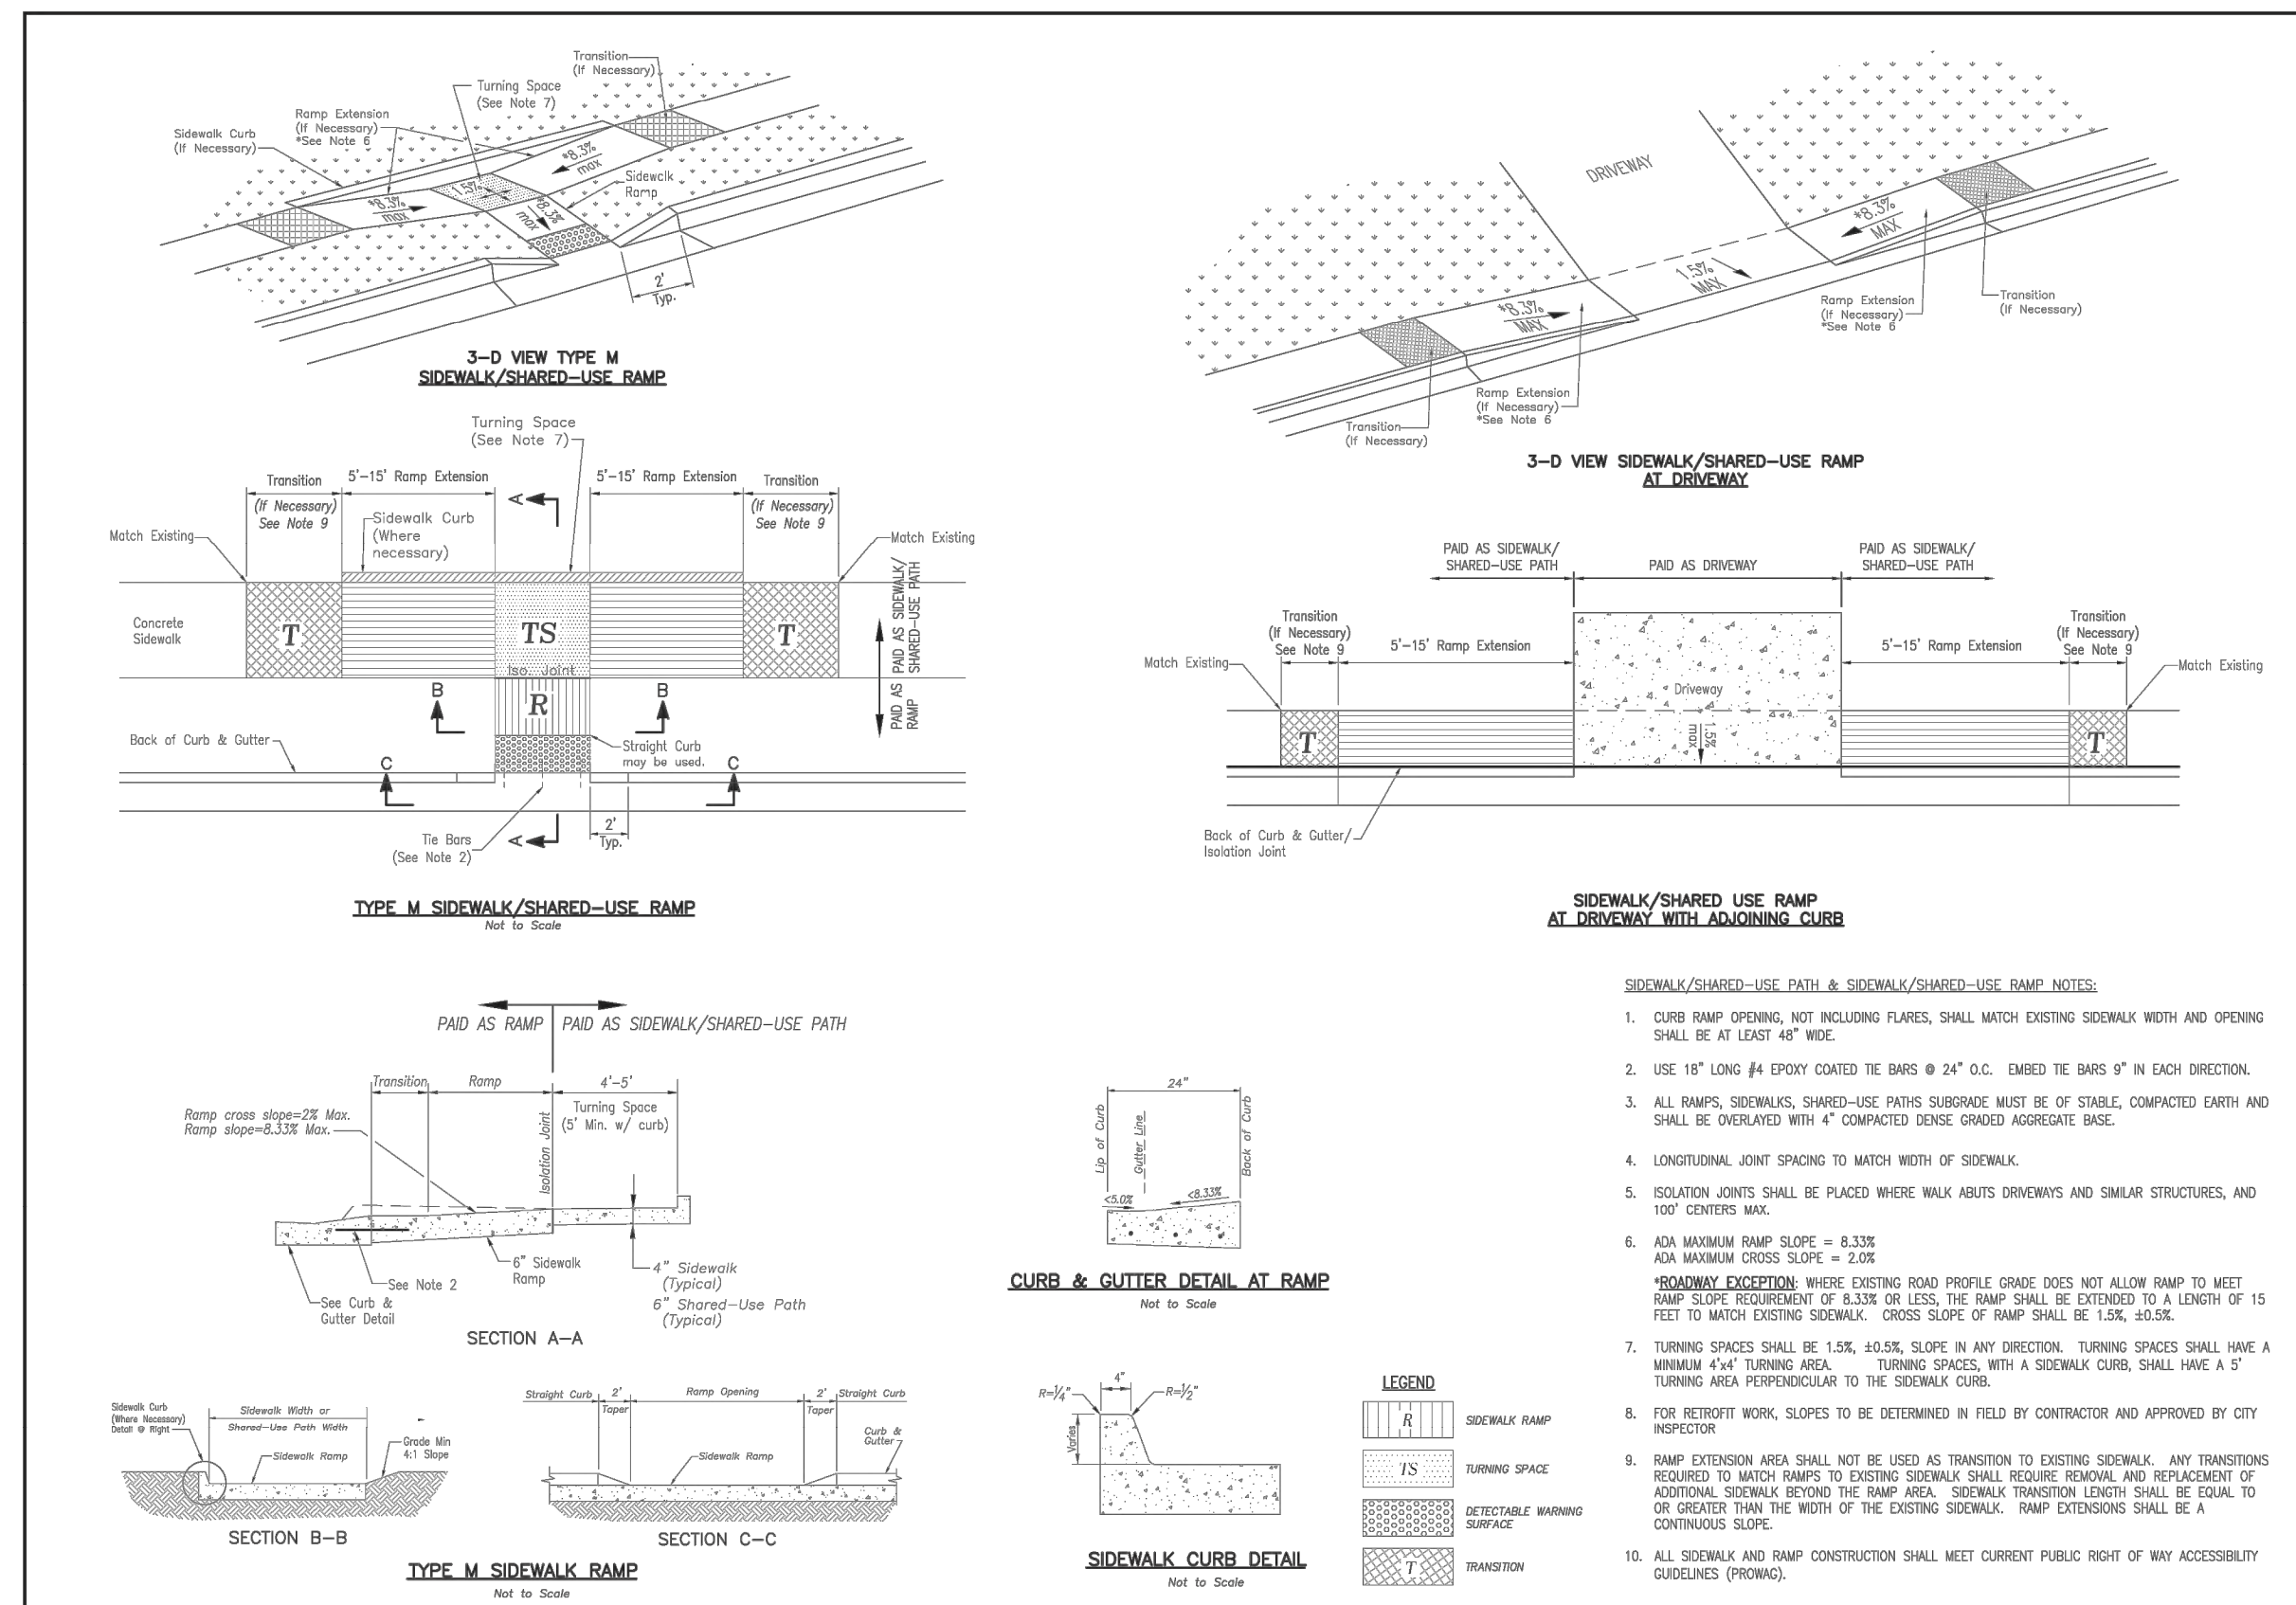 Transition
(If Necessary)
Turning Space
(See Note 7)
Ramp Extension
(If Necessary)
*See Note 6
Sidewalk Curb
(If Necessary)
*8.3%
max
1.5%
*8.3%
max
*8.3%
max
Sidewalk
Ramp
2'
Typ.
3-D VIEW TYPE M
SIDEWALK/SHARED-USE RAMP
DRIVEWAY
*8.3%
MAX
1.5%
MAX
*8.3%
MAX
Ramp Extension
(If Necessary)
*See Note 6
Transition
(If Necessary)
Ramp Extension
(If Necessary)
*See Note 6
Transition
(If Necessary)
3-D VIEW SIDEWALK/SHARED-USE RAMP
AT DRIVEWAY
Turning Space
(See Note 7)
Transition
(If Necessary)
See Note 9
5'-15' Ramp Extension
A
5'-15' Ramp Extension
Transition
(If Necessary)
See Note 9
Match Existing
Sidewalk Curb
(Where
necessary)
Match Existing
Concrete
Sidewalk
T
TS
T
Iso. Joint
PAID AS SIDEWALK/
SHARED-USE PATH
PAID AS
RAMP
B
R
B
Back of Curb & Gutter
Straight Curb
may be used.
C
C
Tie Bars
(See Note 2)
A
2'
Typ.
TYPE M SIDEWALK/SHARED-USE RAMP
Not to Scale
PAID AS SIDEWALK/
SHARED-USE PATH
PAID AS DRIVEWAY
PAID AS SIDEWALK/
SHARED-USE PATH
Transition
(If Necessary)
See Note 9
5'-15' Ramp Extension
5'-15' Ramp Extension
Transition
(If Necessary)
See Note 9
Match Existing
Match Existing
Driveway
T
1.5%
max
T
Back of Curb & Gutter/
Isolation Joint
SIDEWALK/SHARED USE RAMP
AT DRIVEWAY WITH ADJOINING CURB
PAID AS RAMP
PAID AS SIDEWALK/SHARED-USE PATH
Transition
Ramp
4'-5'
Turning Space
(5' Min. w/ curb)
Ramp cross slope=2% Max.
Ramp slope=8.33% Max.
Isolation Joint
6" Sidewalk
Ramp
See Note 2
See Curb &
Gutter Detail
4" Sidewalk
(Typical)
6" Shared-Use Path
(Typical)
SECTION A-A
24"
Lip of Curb
Gutter Line
Back of Curb
<5.0%
<8.33%
CURB & GUTTER DETAIL AT RAMP
Not to Scale
Sidewalk Curb
(Where Necessary)
Detail @ Right
Sidewalk Width or
Shared-Use Path Width
Sidewalk Ramp
Grade Min
4:1 Slope
SECTION B-B
Straight Curb
2'
Taper
Ramp Opening
2'
Taper
Straight Curb
Curb &
Gutter
Sidewalk Ramp
SECTION C-C
TYPE M SIDEWALK RAMP
Not to Scale
4"
R=1/4"
R=1/2"
Varies
SIDEWALK CURB DETAIL
Not to Scale
LEGEND
R SIDEWALK RAMP
TS TURNING SPACE
DETECTABLE WARNING
SURFACE
T TRANSITION
SIDEWALK/SHARED-USE PATH & SIDEWALK/SHARED-USE RAMP NOTES:
1. CURB RAMP OPENING, NOT INCLUDING FLARES, SHALL MATCH EXISTING SIDEWALK WIDTH AND OPENING
SHALL BE AT LEAST 48" WIDE.
2. USE 18" LONG #4 EPOXY COATED TIE BARS @ 24" O.C. EMBED TIE BARS 9" IN EACH DIRECTION.
3. ALL RAMPS, SIDEWALKS, SHARED-USE PATHS SUBGRADE MUST BE OF STABLE, COMPACTED EARTH AND
SHALL BE OVERLAYED WITH 4" COMPACTED DENSE GRADED AGGREGATE BASE.
4. LONGITUDINAL JOINT SPACING TO MATCH WIDTH OF SIDEWALK.
5. ISOLATION JOINTS SHALL BE PLACED WHERE WALK ABUTS DRIVEWAYS AND SIMILAR STRUCTURES, AND
100' CENTERS MAX.
6. ADA MAXIMUM RAMP SLOPE = 8.33%
ADA MAXIMUM CROSS SLOPE = 2.0%
*ROADWAY EXCEPTION: WHERE EXISTING ROAD PROFILE GRADE DOES NOT ALLOW RAMP TO MEET
RAMP SLOPE REQUIREMENT OF 8.33% OR LESS, THE RAMP SHALL BE EXTENDED TO A LENGTH OF 15
FEET TO MATCH EXISTING SIDEWALK. CROSS SLOPE OF RAMP SHALL BE 1.5%, ±0.5%.
7. TURNING SPACES SHALL BE 1.5%, ±0.5%, SLOPE IN ANY DIRECTION. TURNING SPACES SHALL HAVE A
MINIMUM 4'x4' TURNING AREA. TURNING SPACES, WITH A SIDEWALK CURB, SHALL HAVE A 5'
TURNING AREA PERPENDICULAR TO THE SIDEWALK CURB.
8. FOR RETROFIT WORK, SLOPES TO BE DETERMINED IN FIELD BY CONTRACTOR AND APPROVED BY CITY
INSPECTOR
9. RAMP EXTENSION AREA SHALL NOT BE USED AS TRANSITION TO EXISTING SIDEWALK. ANY TRANSITIONS
REQUIRED TO MATCH RAMPS TO EXISTING SIDEWALK SHALL REQUIRE REMOVAL AND REPLACEMENT OF
ADDITIONAL SIDEWALK BEYOND THE RAMP AREA. SIDEWALK TRANSITION LENGTH SHALL BE EQUAL TO
OR GREATER THAN THE WIDTH OF THE EXISTING SIDEWALK. RAMP EXTENSIONS SHALL BE A
CONTINUOUS SLOPE.
10. ALL SIDEWALK AND RAMP CONSTRUCTION SHALL MEET CURRENT PUBLIC RIGHT OF WAY ACCESSIBILITY
GUIDELINES (PROWAG).